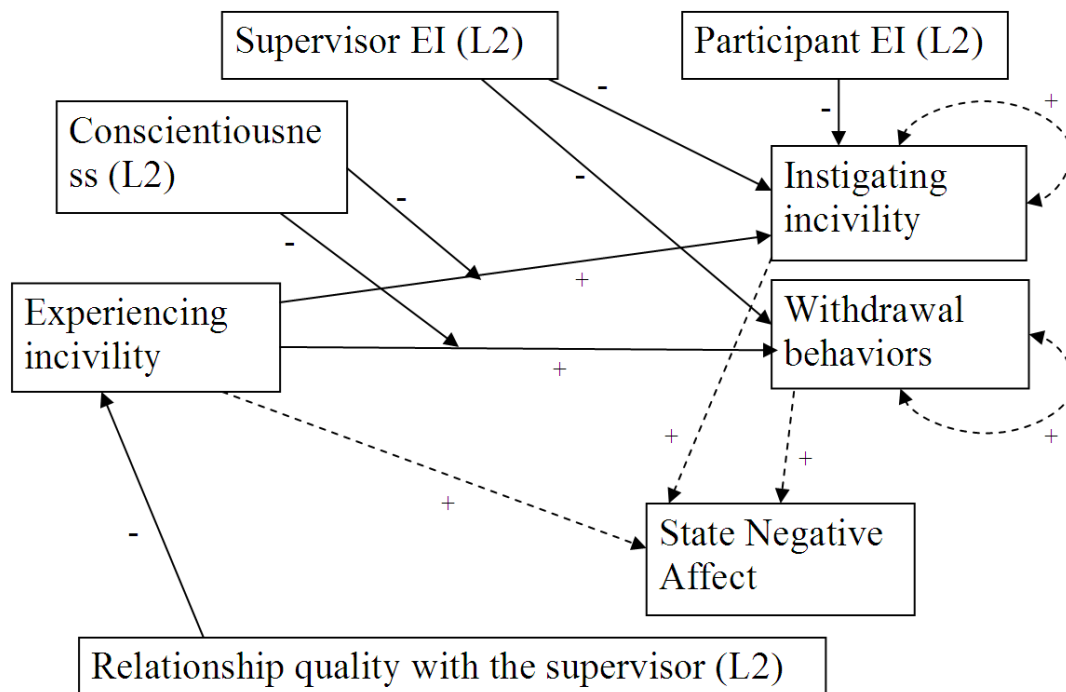 Supervisor EI (L2)
Participant EI (L2)
-
-
+
Conscientiousne
ess (L2)
Instigating
incivility
-
-
-
+
Experiencing
incivility
Withdrawal
behaviors
+
+
+
+
+
-
State Negative
Affect
Relationship quality with the supervisor (L2)